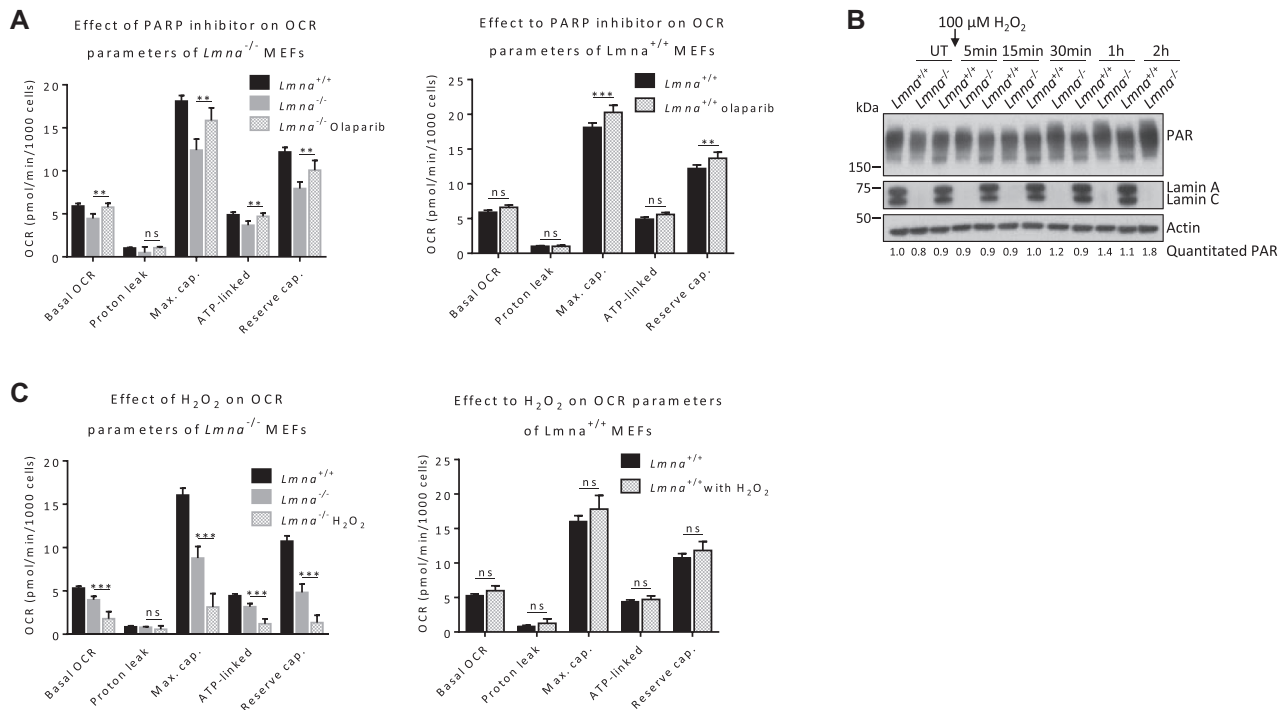 A
Effect of PARP inhibitor on OCR
parameters of Lmna-/- MEFs
Lmna+/+
Lmna-/-
Lmna-/- Olaparib
OCR (pmol/min/1000 cells)
20
15
10
5
0
**
ns
**
**
**
Basal OCR
Proton leak
Max. cap.
ATP-linked
Reserve cap.
Effect to PARP inhibitor on OCR
parameters of Lmna+/+ MEFs
Lmna+/+
Lmna+/+ olaparib
OCR (pmol/min/1000 cells)
25
20
15
10
5
0
ns
ns
***
ns
**
Basal OCR
Proton leak
Max. cap.
ATP-linked
Reserve cap.
B
100 µM H2O2
UT 5min 15min 30min 1h 2h
Lmna+/+ Lmna-/- Lmna+/+ Lmna-/- Lmna+/+ Lmna-/- Lmna+/+ Lmna-/- Lmna+/+ Lmna-/- Lmna+/+ Lmna-/-
kDa
PAR
150
75
Lamin A
Lamin C
50
Actin
1.0 0.8 0.9 0.9 0.9 0.9 1.0 1.2 0.9 1.4 1.1 1.8 Quantitated PAR
C
Effect of H2O2 on OCR
parameters of Lmna-/- MEFs
Lmna+/+
Lmna-/-
Lmna-/- H2O2
OCR (pmol/min/1000 cells)
20
15
10
5
0
***
ns
***
***
***
Basal OCR
Proton leak
Max. cap.
ATP-linked
Reserve cap.
Effect to H2O2 on OCR parameters
of Lmna+/+ MEFs
Lmna+/+
Lmna+/+ with H2O2
OCR (pmol/min/1000 cells)
25
20
15
10
5
0
ns
ns
ns
ns
ns
Basal OCR
Proton leak
Max. cap.
ATP-linked
Reserve cap.